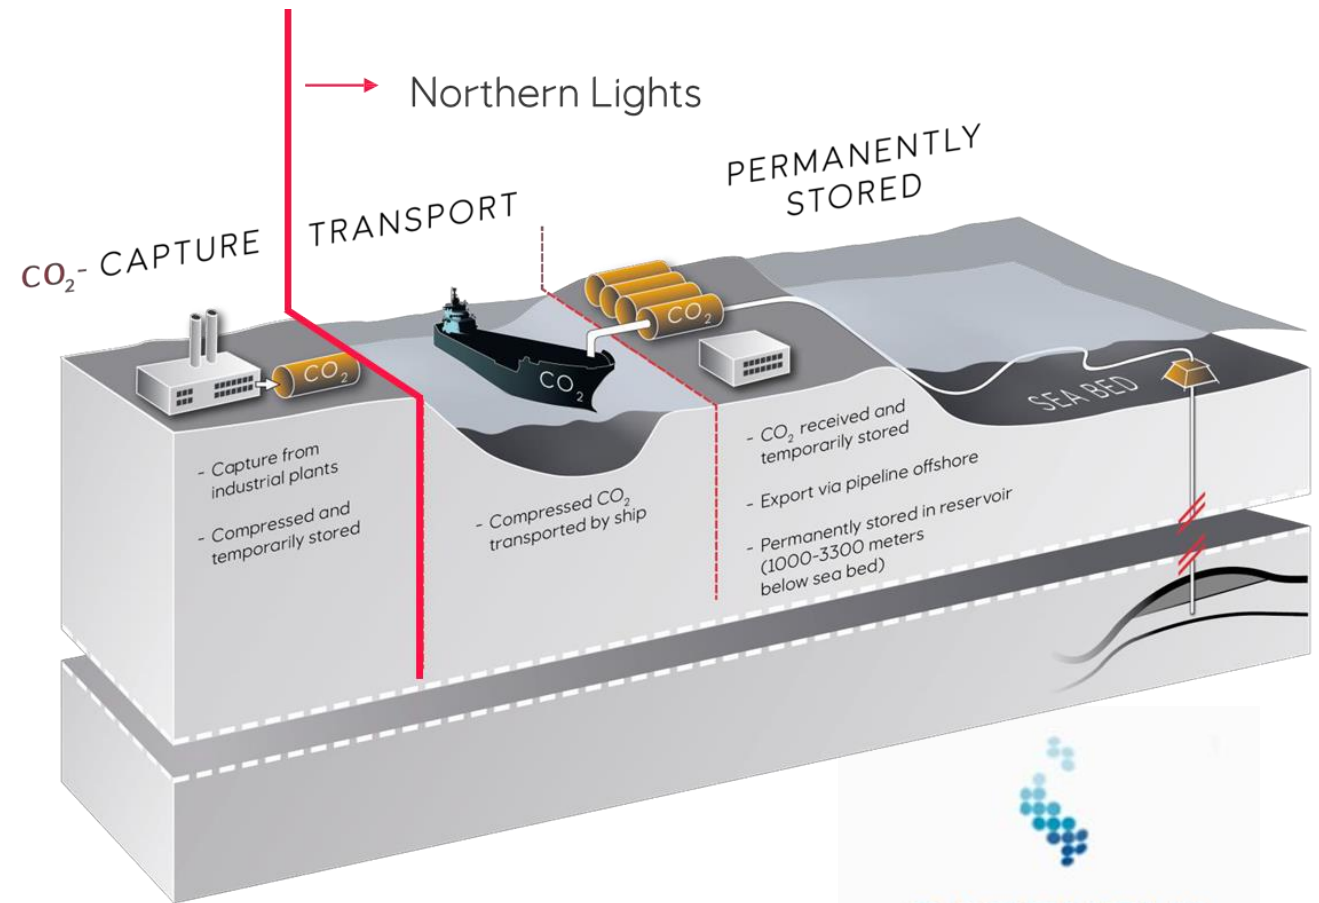 Northern Lights
CO₂- CAPTURE
TRANSPORT
PERMANENTLY
STORED
CO₂
CO₂
CO₂
SEA BED
- Capture from
industrial plants
- Compressed and
temporarily stored
- Compressed CO₂
transported by ship
- CO₂ received and
temporarily stored
- Export via pipeline offshore
- Permanently stored in reservoir
(1000-3300 meters
below sea bed)